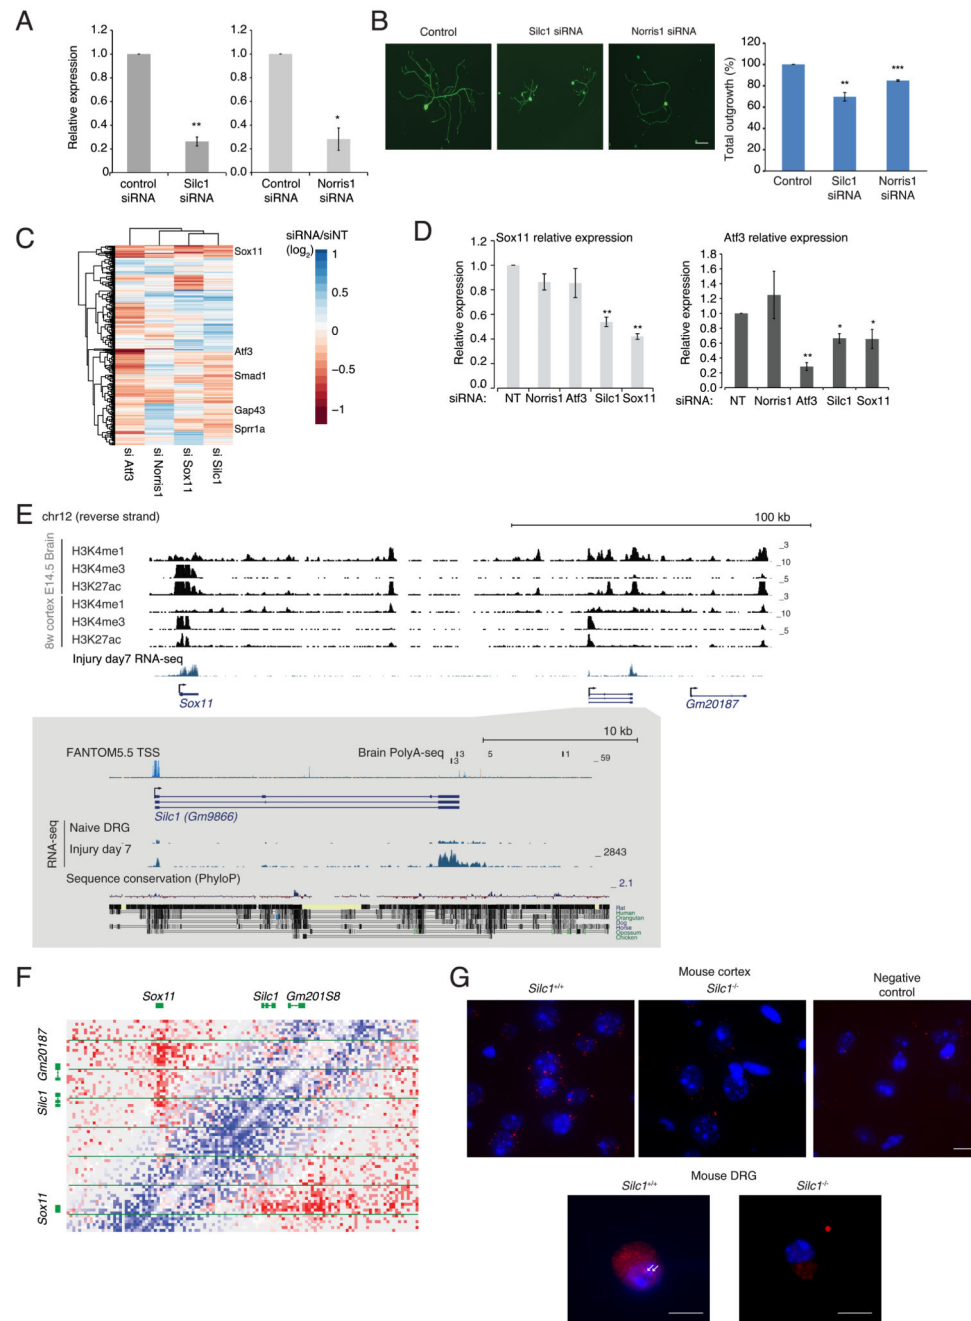 A
1.2
1.0
0.8
0.6
0.4
0.2
0
Relative expression
**
control siRNA
Silc1 siRNA
1.2
1.0
0.8
0.6
0.4
0.2
0.0
*
Control siRNA
Norris1 siRNA
B
Control
Silc1 siRNA
Norris1 siRNA
Total outgrowth (%)
120
100
80
60
40
20
0
**
***
Control
Silc1 siRNA
Norris1 siRNA
C
siRNA/siNT
(log2)
1
0.5
0
−0.5
−1
Sox11
Atf3
Smad1
Gap43
Sprr1a
si Atf3
si Norris1
si Sox11
si Silc1
D
Sox11 relative expression
Relative expression
1.2
1.0
0.8
0.6
0.4
0.2
0.0
**
**
siRNA: NT Norris1 Atf3 Silc1 Sox11
Atf3 relative expression
Relative expression
1.8
1.6
1.4
1.2
1.0
0.8
0.6
0.4
0.2
0.0
**
*
*
siRNA: NT Norris1 Atf3 Silc1 Sox11
E
chr12 (reverse strand)
100 kb
8w cortex E14.5 Brain
H3K4me1
_3
H3K4me3
_10
H3K27ac
_5
H3K4me1
_3
H3K4me3
_10
H3K27ac
_5
Injury day7 RNA-seq
Sox11
Gm20187
10 kb
FANTOM5.5 TSS
Brain PolyA-seq
3
3
5
1
_ 59
Silc1 (Gm9866)
RNA-seq
Naive DRG
Injury day 7
_ 2843
Sequence conservation (PhyloP)
_ 2.1
Rat
Human
Orangutan
Dog
Horse
Opossum
Chicken
F
Sox11
Silc1
Gm201S8
Gm20187
Silc1
Sox11
G
Mouse cortex
Silc1+/+
Silc1-/-
Negative control
Mouse DRG
Silc1+/+
Silc1-/-